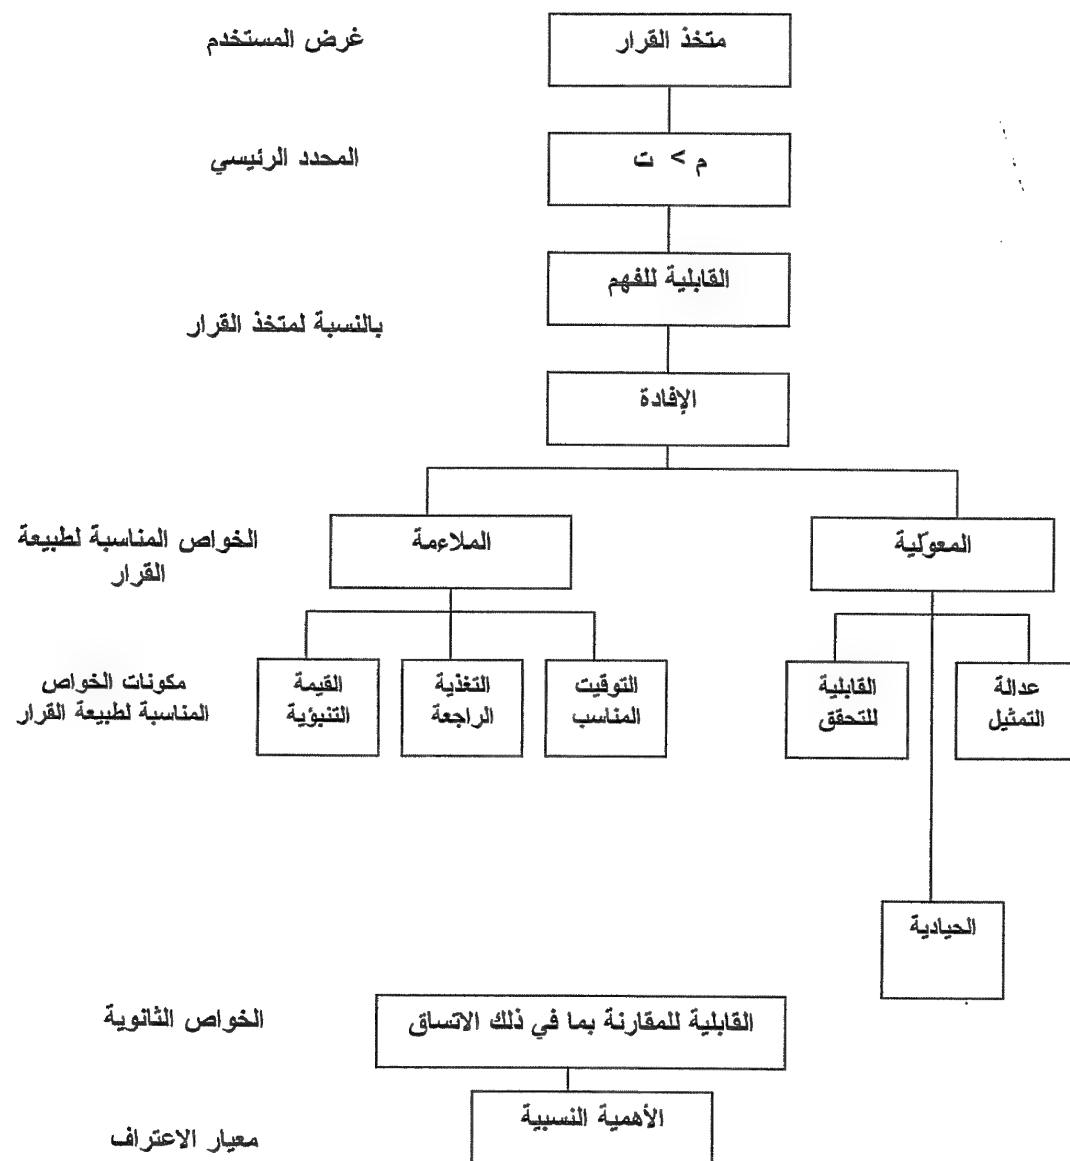 غرض المستخدم
متخذ القرار
المحدد الرئيسي
م > ت
القابلية للفهم
بالنسبة لمتخذ القرار
الإفادة
الخواص المناسبة لطبيعة
القرار
المعولية
الملاءمة
مكونات الخواص
المناسبة لطبيعة القرار
عدالة
التمثيل
القابلية
للتحقق
التوقيت
المناسب
التغذية
الراجعة
القيمة
التنبؤية
الحيادية
الخواص الثانوية
القابلية للمقارنة بما في ذلك الاتساق
معيار الاعتراف
الأهمية النسبية